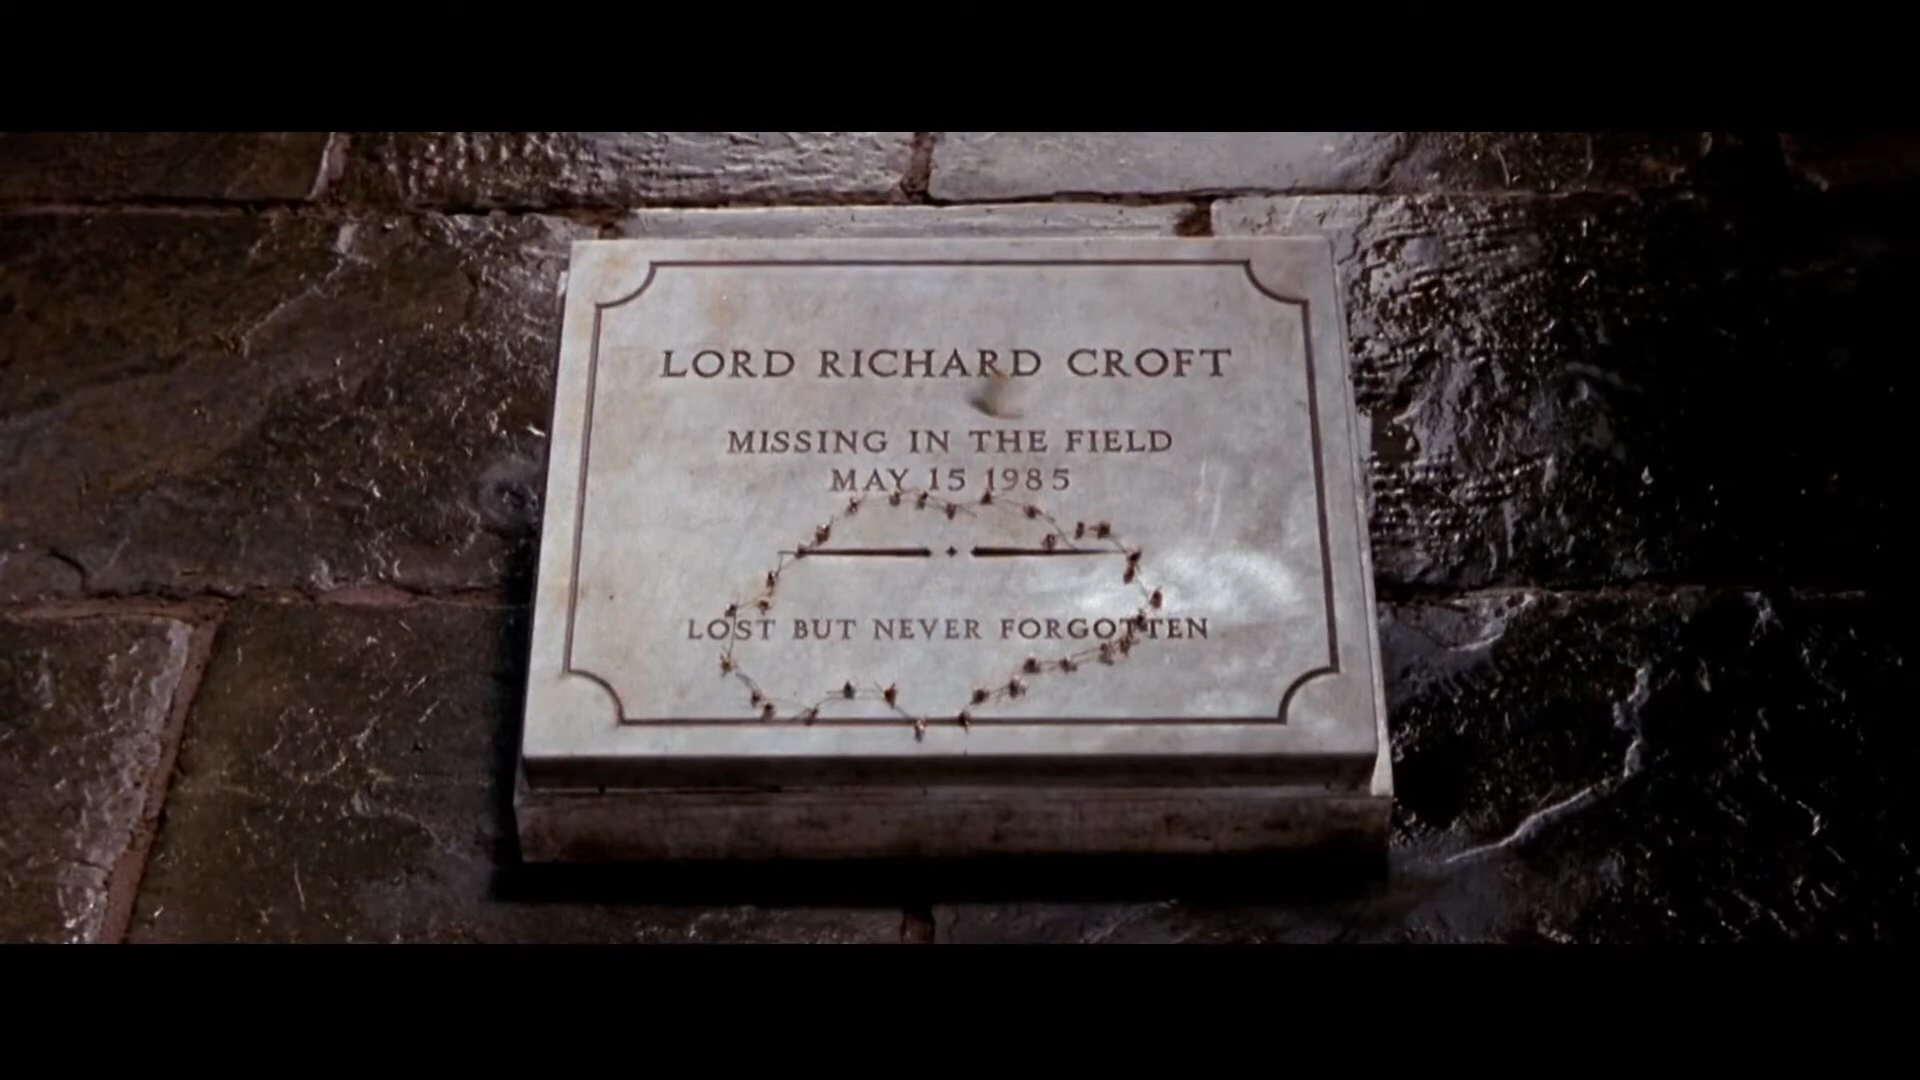 LORD RICHARD CROFT
MISSING IN THE FIELD
MAY 15 1985
LOST BUT NEVER FORGOTTEN